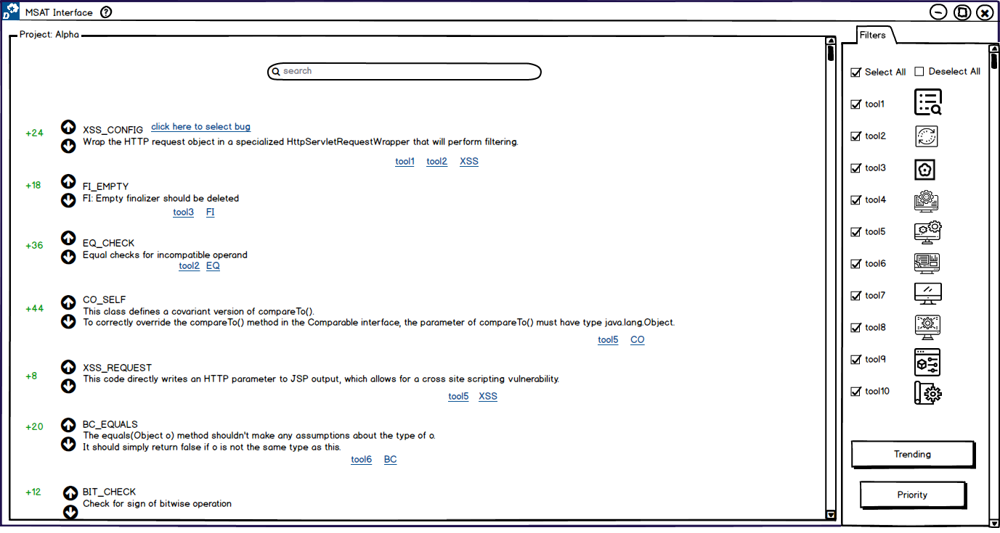 D
MSAT Interface ?
Project: Alpha
search
+24
XSS_CONFIG click here to select bug
Wrap the HTTP request object in a specialized HttpServletRequestWrapper that will perform filtering.
tool1 tool2 XSS
+18
FI_EMPTY
FI: Empty finalizer should be deleted
tool3 FI
+36
EQ_CHECK
Equal checks for incompatible operand
tool2 EQ
+44
CO_SELF
This class defines a covariant version of compareTo().
To correctly override the compareTo() method in the Comparable interface, the parameter of compareTo() must have type java.lang.Object.
tool5 CO
+8
XSS_REQUEST
This code directly writes an HTTP parameter to JSP output, which allows for a cross site scripting vulnerability.
tool5 XSS
+20
BC_EQUALS
The equals(Object o) method shouldn't make any assumptions about the type of o.
It should simply return false if o is not the same type as this.
tool6 BC
+12
BIT_CHECK
Check for sign of bitwise operation
Filters
Select All Deselect All
tool1
tool2
tool3
tool4
tool5
tool6
tool7
tool8
tool9
tool10
Trending
Priority